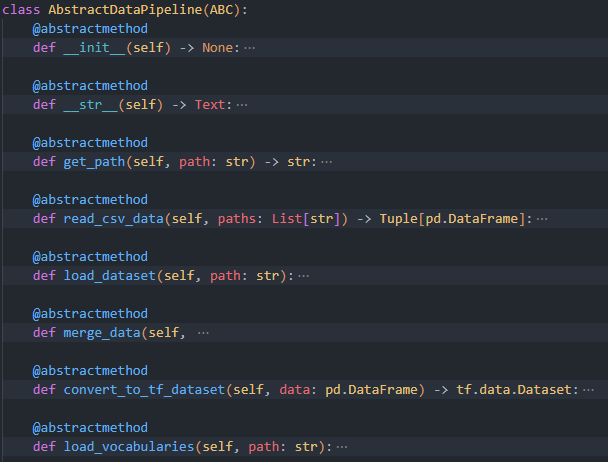 class AbstractDataPipeline(ABC):
@abstractmethod
def __init__(self) -> None:···
@abstractmethod
def __str__(self) -> Text:···
@abstractmethod
def get_path(self, path: str) -> str:···
@abstractmethod
def read_csv_data(self, paths: List[str]) -> Tuple[pd.DataFrame]:···
@abstractmethod
def load_dataset(self, path: str):···
@abstractmethod
def merge_data(self, ···
@abstractmethod
def convert_to_tf_dataset(self, data: pd.DataFrame) -> tf.data.Dataset:···
@abstractmethod
def load_vocabularies(self, path: str):···